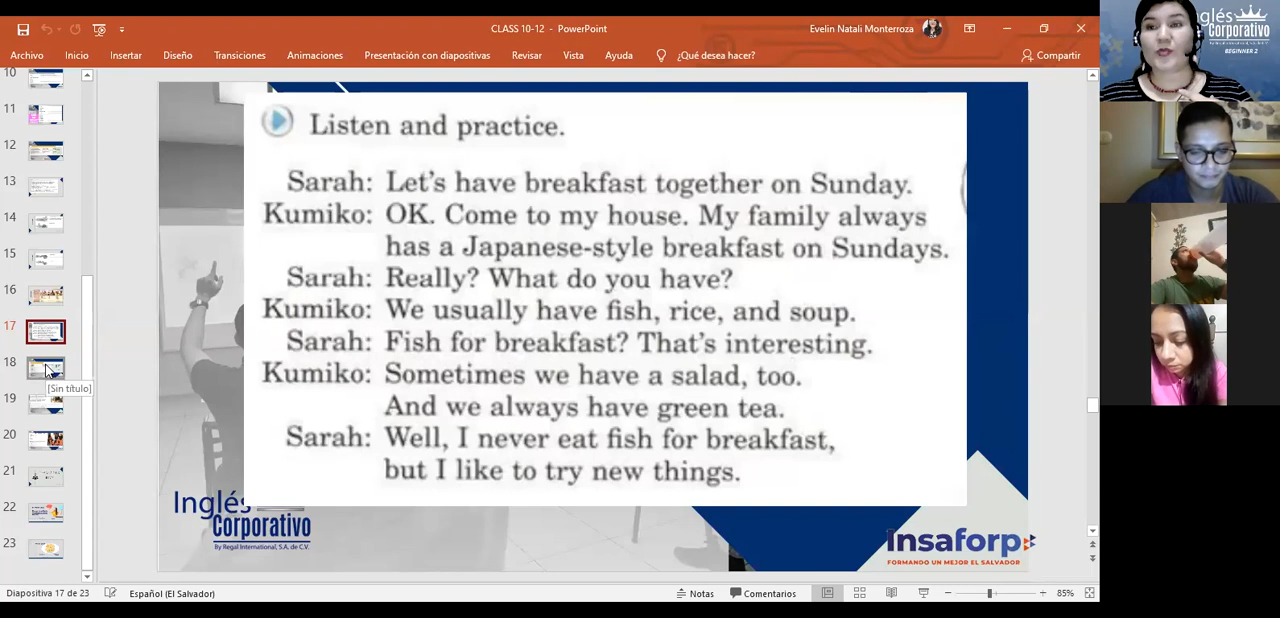 CLASS 10-12 - PowerPoint
Evelin Natali Monterroza
Archivo Inicio Insertar Diseño Transiciones Animaciones Presentación con diapositivas Revisar Vista Ayuda ¿Qué desea hacer? Compartir
10
11
12
13
14
15
16
17
18
[Sin título]
19
20
21
22
23
Listen and practice.
Sarah: Let's have breakfast together on Sunday.
Kumiko: OK. Come to my house. My family always
has a Japanese-style breakfast on Sundays.
Sarah: Really? What do you have?
Kumiko: We usually have fish, rice, and soup.
Sarah: Fish for breakfast? That's interesting.
Kumiko: Sometimes we have a salad, too.
And we always have green tea.
Sarah: Well, I never eat fish for breakfast,
but I like to try new things.
Inglés
Corporativo
By Regal International, S.A. de C.V.
insaforp
FORMANDO UN MEJOR EL SALVADOR
Diapositiva 17 de 23 Español (El Salvador) Notas Comentarios 85%
Inglés
Corporativo
BEGINNER 2